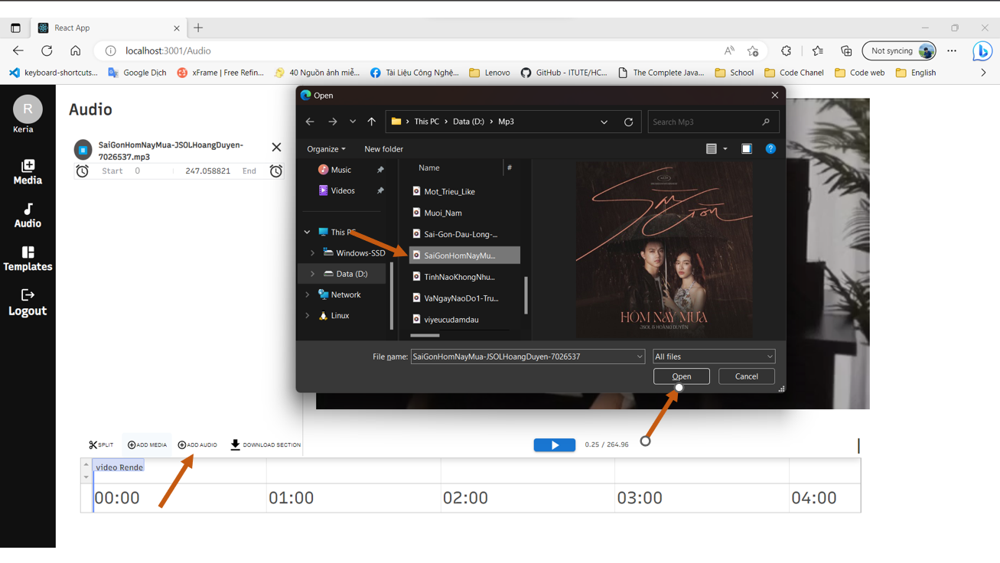 React App
localhost:3001/Audio
Not syncing
keyboard-shortcuts...
Google Dịch
xFrame | Free Refin...
40 Nguồn ảnh miễ...
Tài Liệu Công Nghệ...
Lenovo
GitHub - ITUTE/HC...
The Complete Java...
School
Code Chanel
Code web
English
R
Keria
Media
Audio
Templates
Logout
Audio
SaiGonHomNayMua-JSOLHoangDuyen-
7026537.mp3
Start 0 247.058821 End
Open
This PC › Data (D:) › Mp3
Search Mp3
Organize
New folder
Music
Videos
This PC
Windows-SSD
Data (D:)
Network
Linux
Name #
Mot_Trieu_Like
Muoi_Nam
Sai-Gon-Dau-Long-...
SaiGonHomNayMu...
TinhNaoKhongNhu...
VaNgayNaoDo1-Tru...
viyeucudamdau
Sài Gòn
HÔM NAY MƯA
JSOL & HOÀNG DUYÊN
File name: SaiGonHomNayMua-JSOLHoangDuyen-7026537
All files
Open
Cancel
SPLIT
ADD MEDIA
ADD AUDIO
DOWNLOAD SECTION
0.25 / 264.96
video Rende
00:00 01:00 02:00 03:00 04:00